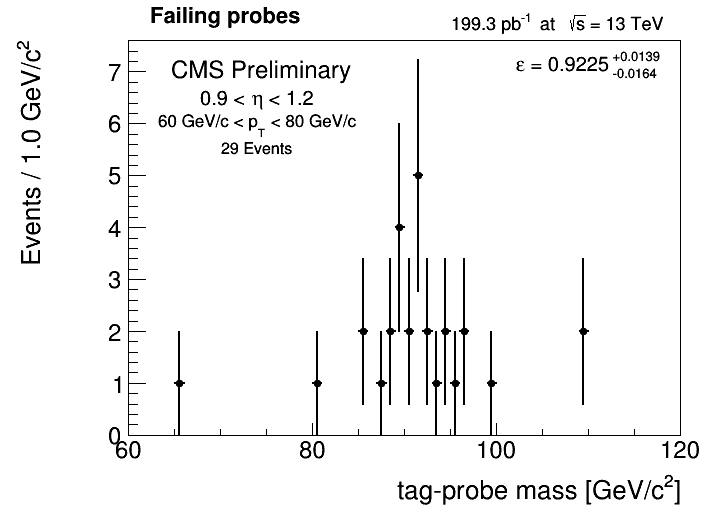 Failing probes
199.3 pb-1 at √s = 13 TeV
CMS Preliminary
0.9 < η < 1.2
60 GeV/c < pT < 80 GeV/c
29 Events
ε = 0.9225 +0.0139 -0.0164
Events / 1.0 GeV/c2
7
6
5
4
3
2
1
0
60 80 100 120
tag-probe mass [GeV/c2]